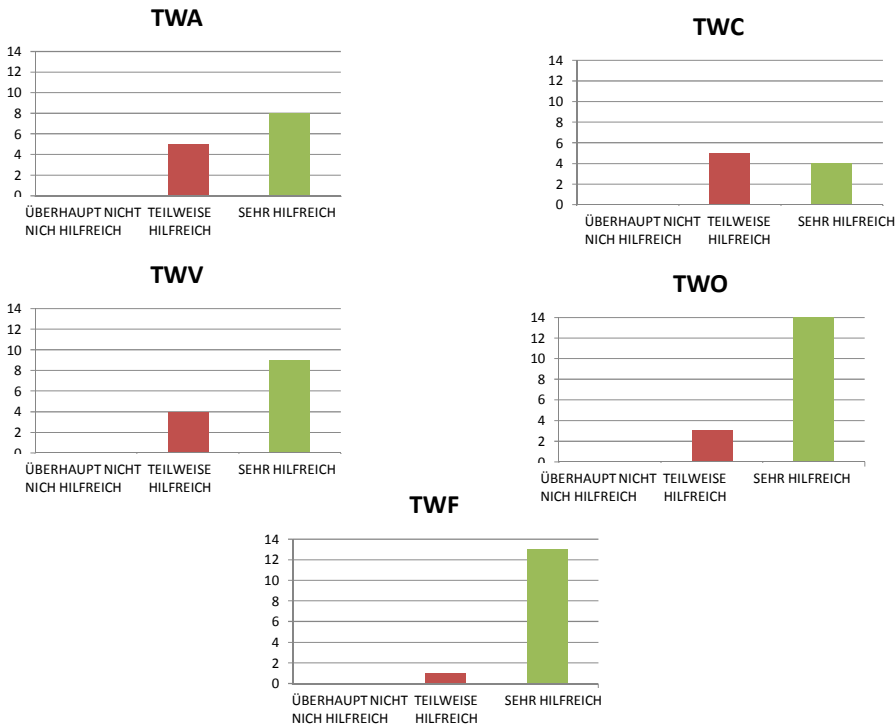 TWA
14
12
10
8
6
4
2
0
ÜBERHAUPT NICHT
NICH HILFREICH
TEILWEISE
HILFREICH
SEHR HILFREICH
TWC
14
12
10
8
6
4
2
0
ÜBERHAUPT NICHT
NICH HILFREICH
TEILWEISE
HILFREICH
SEHR HILFREICH
TWV
14
12
10
8
6
4
2
0
ÜBERHAUPT NICHT
NICH HILFREICH
TEILWEISE
HILFREICH
SEHR HILFREICH
TWO
14
12
10
8
6
4
2
0
ÜBERHAUPT NICHT
NICH HILFREICH
TEILWEISE
HILFREICH
SEHR HILFREICH
TWF
14
12
10
8
6
4
2
0
ÜBERHAUPT NICHT
NICH HILFREICH
TEILWEISE
HILFREICH
SEHR HILFREICH